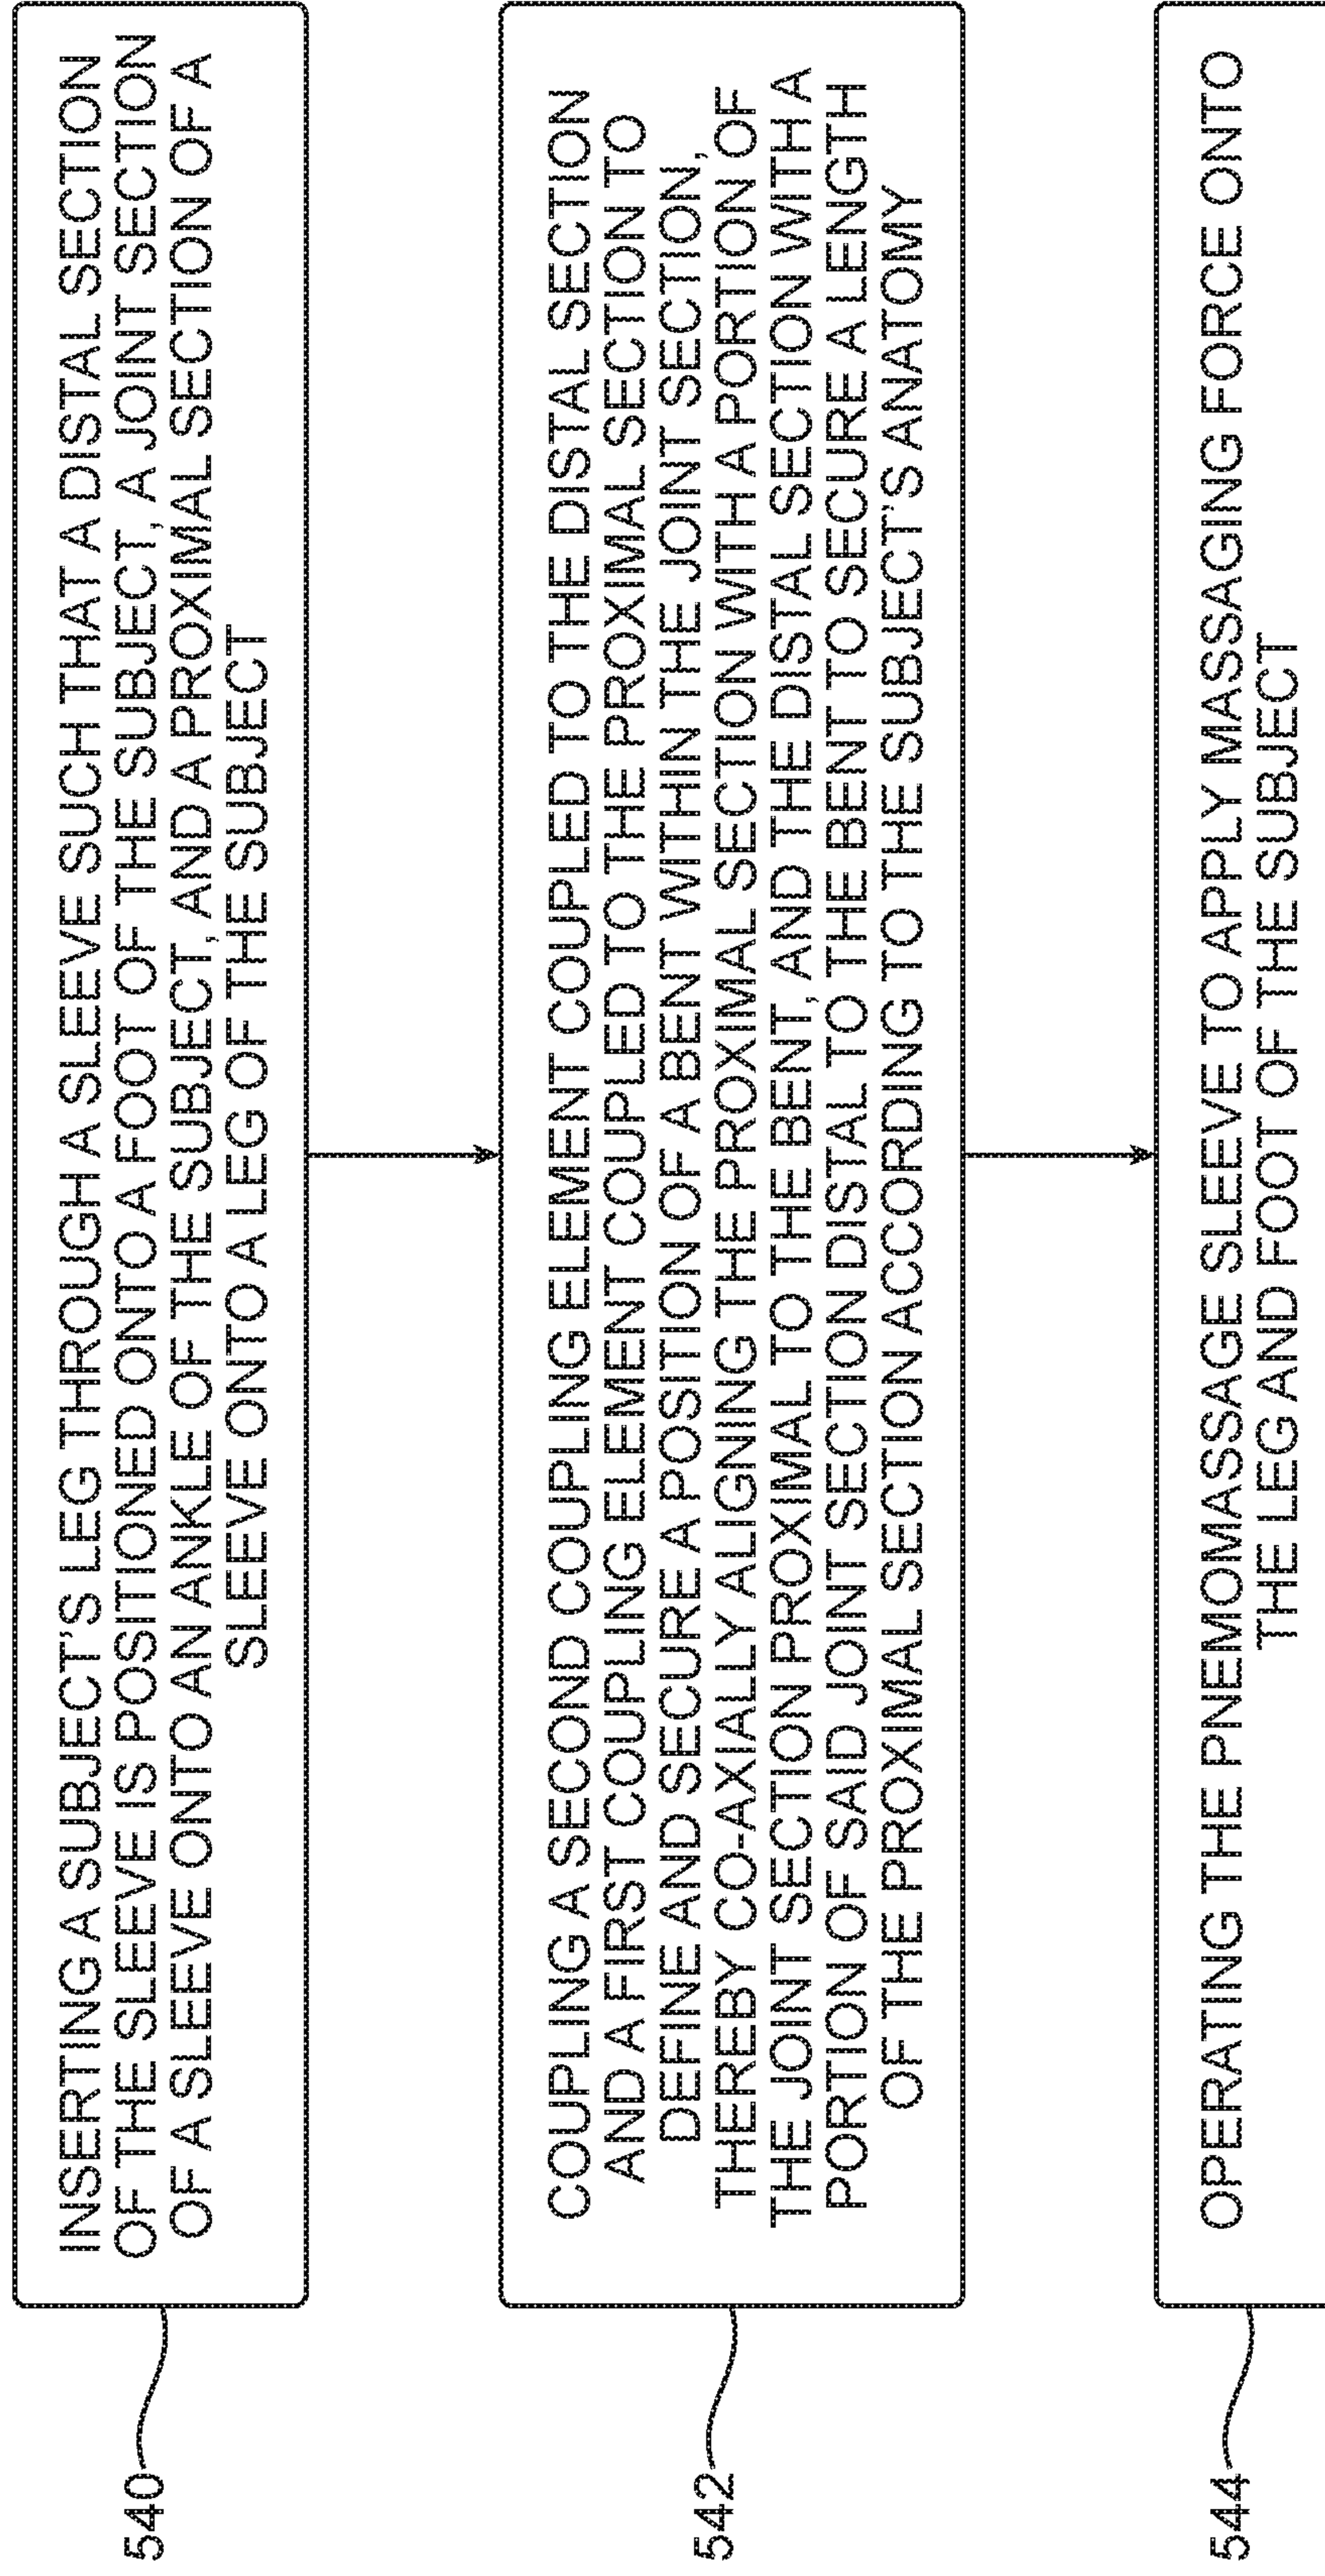 540
INSERTING A SUBJECT'S LEG THROUGH A SLEEVE SUCH THAT A DISTAL SECTION
OF THE SLEEVE IS POSITIONED ONTO A FOOT OF THE SUBJECT, A JOINT SECTION
OF A SLEEVE ONTO AN ANKLE OF THE SUBJECT, AND A PROXIMAL SECTION OF A
SLEEVE ONTO A LEG OF THE SUBJECT
542
COUPLING A SECOND COUPLING ELEMENT COUPLED TO THE DISTAL SECTION
AND A FIRST COUPLING ELEMENT COUPLED TO THE PROXIMAL SECTION TO
DEFINE AND SECURE A POSITION OF A BENT WITHIN THE JOINT SECTION,
THEREBY CO-AXIALLY ALIGNING THE PROXIMAL SECTION WITH A PORTION OF
THE JOINT SECTION PROXIMAL TO THE BENT, AND THE DISTAL SECTION WITH A
PORTION OF SAID JOINT SECTION DISTAL TO THE BENT TO SECURE A LENGTH
OF THE PROXIMAL SECTION ACCORDING TO THE SUBJECT'S ANATOMY
544
OPERATING THE PNEMOMASSAGE SLEEVE TO APPLY MASSAGING FORCE ONTO
THE LEG AND FOOT OF THE SUBJECT